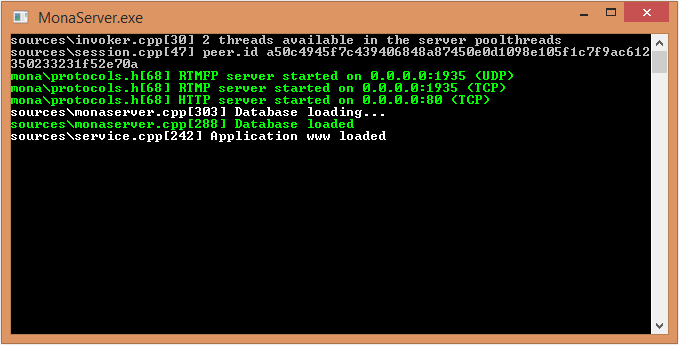 MonaServer.exe
sources\invoker.cpp[30] 2 threads available in the server poolthreads
sources\session.cpp[47] peer.id a50c4945f7c439406848a87450e0d1098e105f1c7f9ac612
350233231f52e70a
mona\protocols.h[68] RTMFP server started on 0.0.0.0:1935 (UDP)
mona\protocols.h[68] RTMP server started on 0.0.0.0:1935 (TCP)
mona\protocols.h[68] HTTP server started on 0.0.0.0:80 (TCP)
sources\monaserver.cpp[303] Database loading...
sources\monaserver.cpp[288] Database loaded
sources\service.cpp[242] Application www loaded